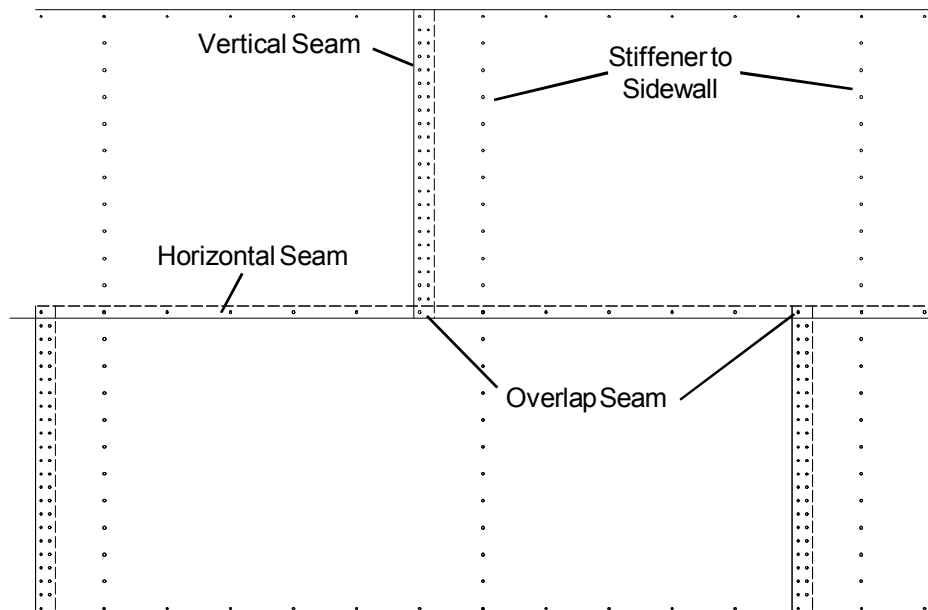 Vertical Seam
Stiffener to
Sidewall
Horizontal Seam
Overlap Seam